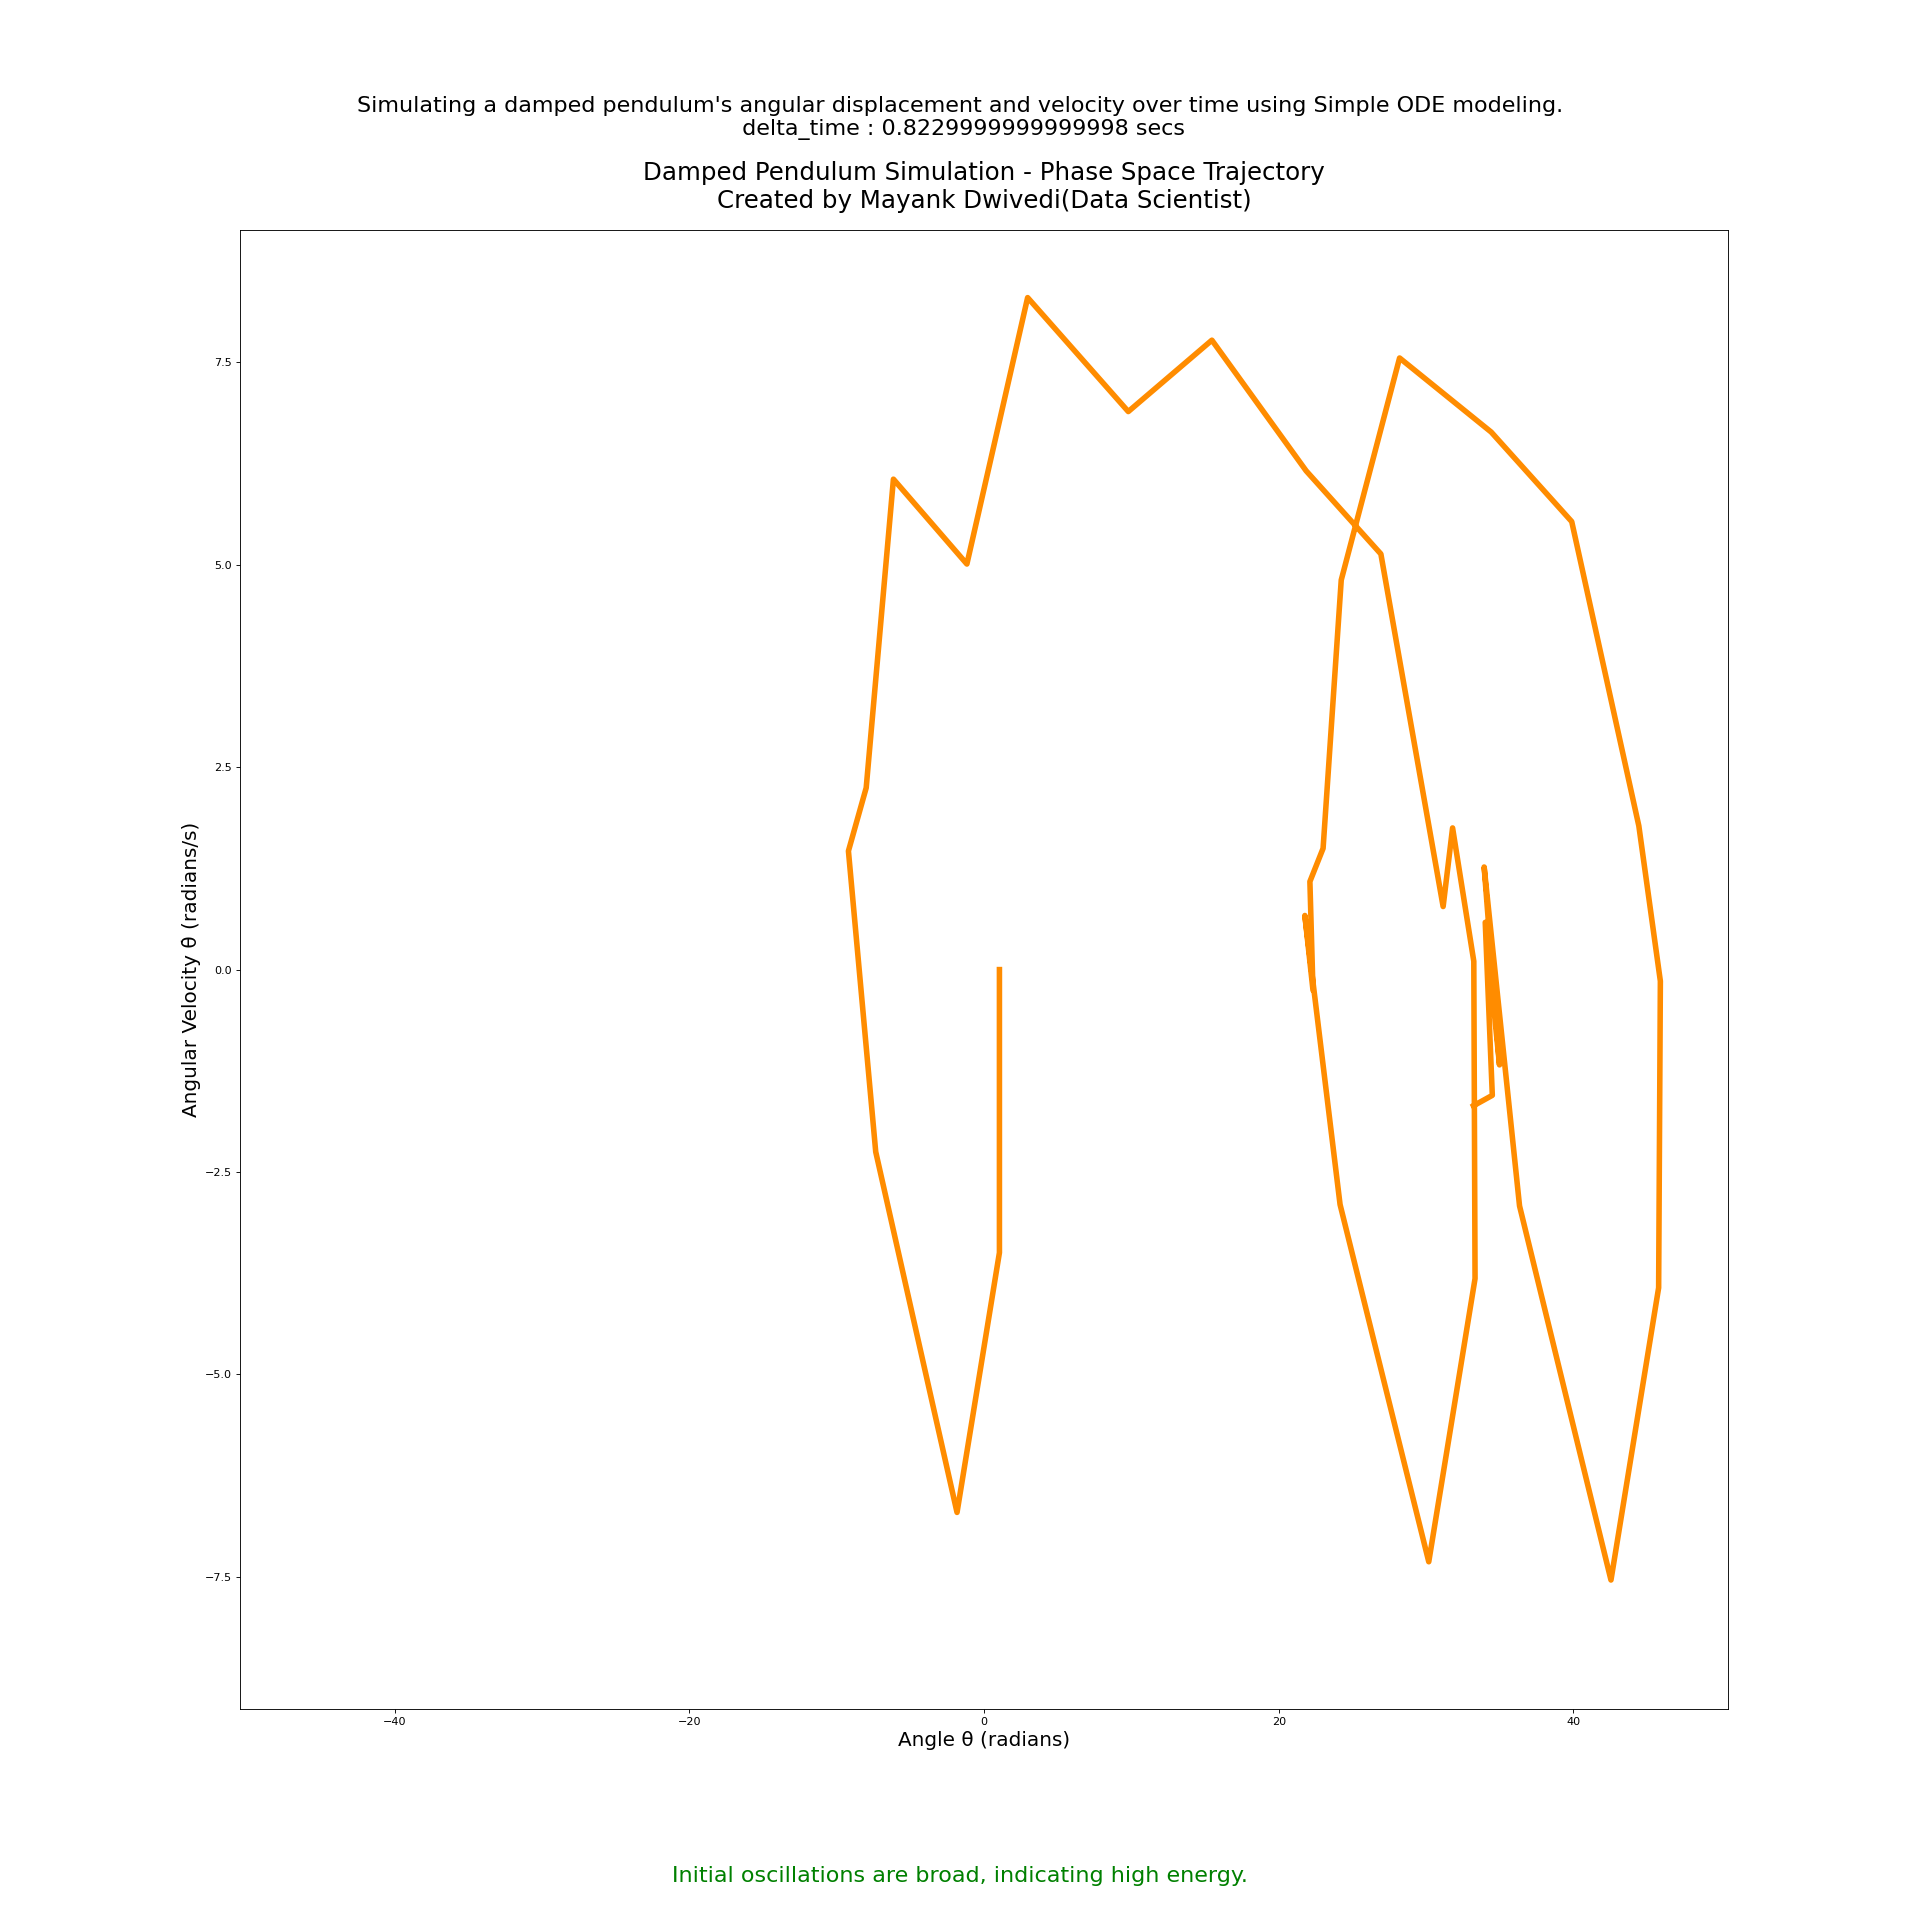 Simulating a damped pendulum's angular displacement and velocity over time using Simple ODE modeling.
delta_time : 0.8229999999999998 secs
Damped Pendulum Simulation - Phase Space Trajectory
Created by Mayank Dwivedi(Data Scientist)
7.5
5.0
2.5
0.0
−2.5
−5.0
−7.5
Angular Velocity θ (radians/s)
−40
−20
0
20
40
Angle θ (radians)
Initial oscillations are broad, indicating high energy.